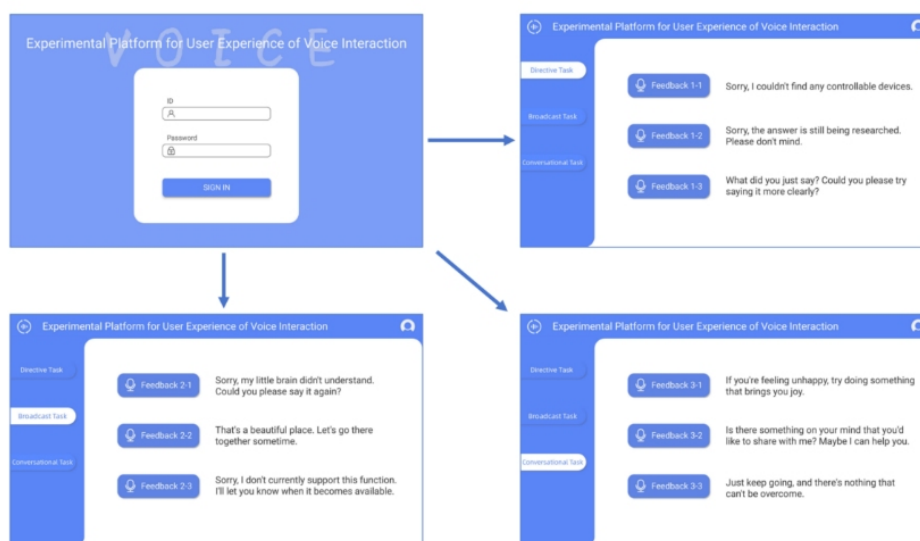 VOICE
Experimental Platform for User Experience of Voice Interaction
ID
Password
SIGN IN
Experimental Platform for User Experience of Voice Interaction
Directive Task
Broadcast Task
Conversational Task
Feedback 1-1
Sorry, I couldn't find any controllable devices.
Feedback 1-2
Sorry, the answer is still being researched.
Please don't mind.
Feedback 1-3
What did you just say? Could you please try
saying it more clearly?
Experimental Platform for User Experience of Voice Interaction
Directive Task
Broadcast Task
Conversational Task
Feedback 2-1
Sorry, my little brain didn't understand.
Could you please say it again?
Feedback 2-2
That's a beautiful place. Let's go there
together sometime.
Feedback 2-3
Sorry, I don't currently support this function.
I'll let you know when it becomes available.
Experimental Platform for User Experience of Voice Interaction
Directive Task
Broadcast Task
Conversational Task
Feedback 3-1
If you're feeling unhappy, try doing something
that brings you joy.
Feedback 3-2
Is there something on your mind that you'd
like to share with me? Maybe I can help you.
Feedback 3-3
Just keep going, and there's nothing that
can't be overcome.